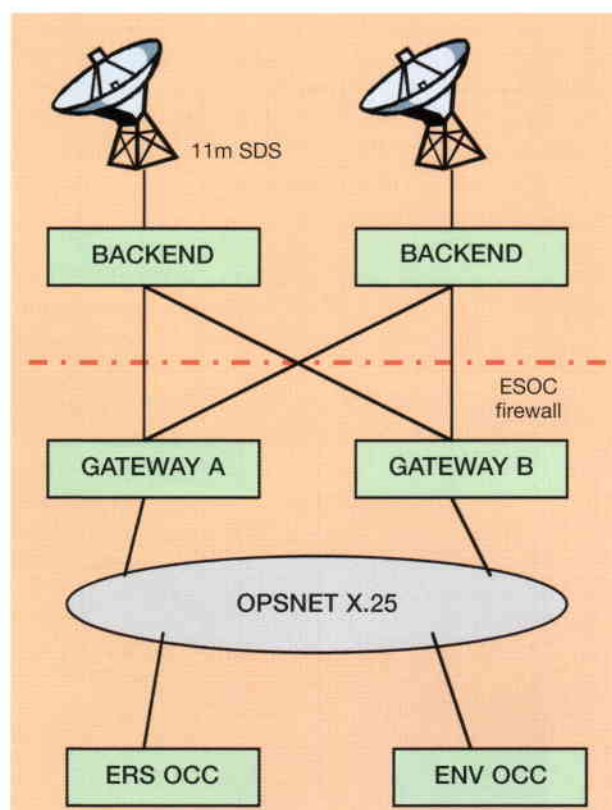 11m SDS
BACKEND
BACKEND
ESOC
firewall
GATEWAY A
GATEWAY B
OPSNET X.25
ERS OCC
ENV OCC